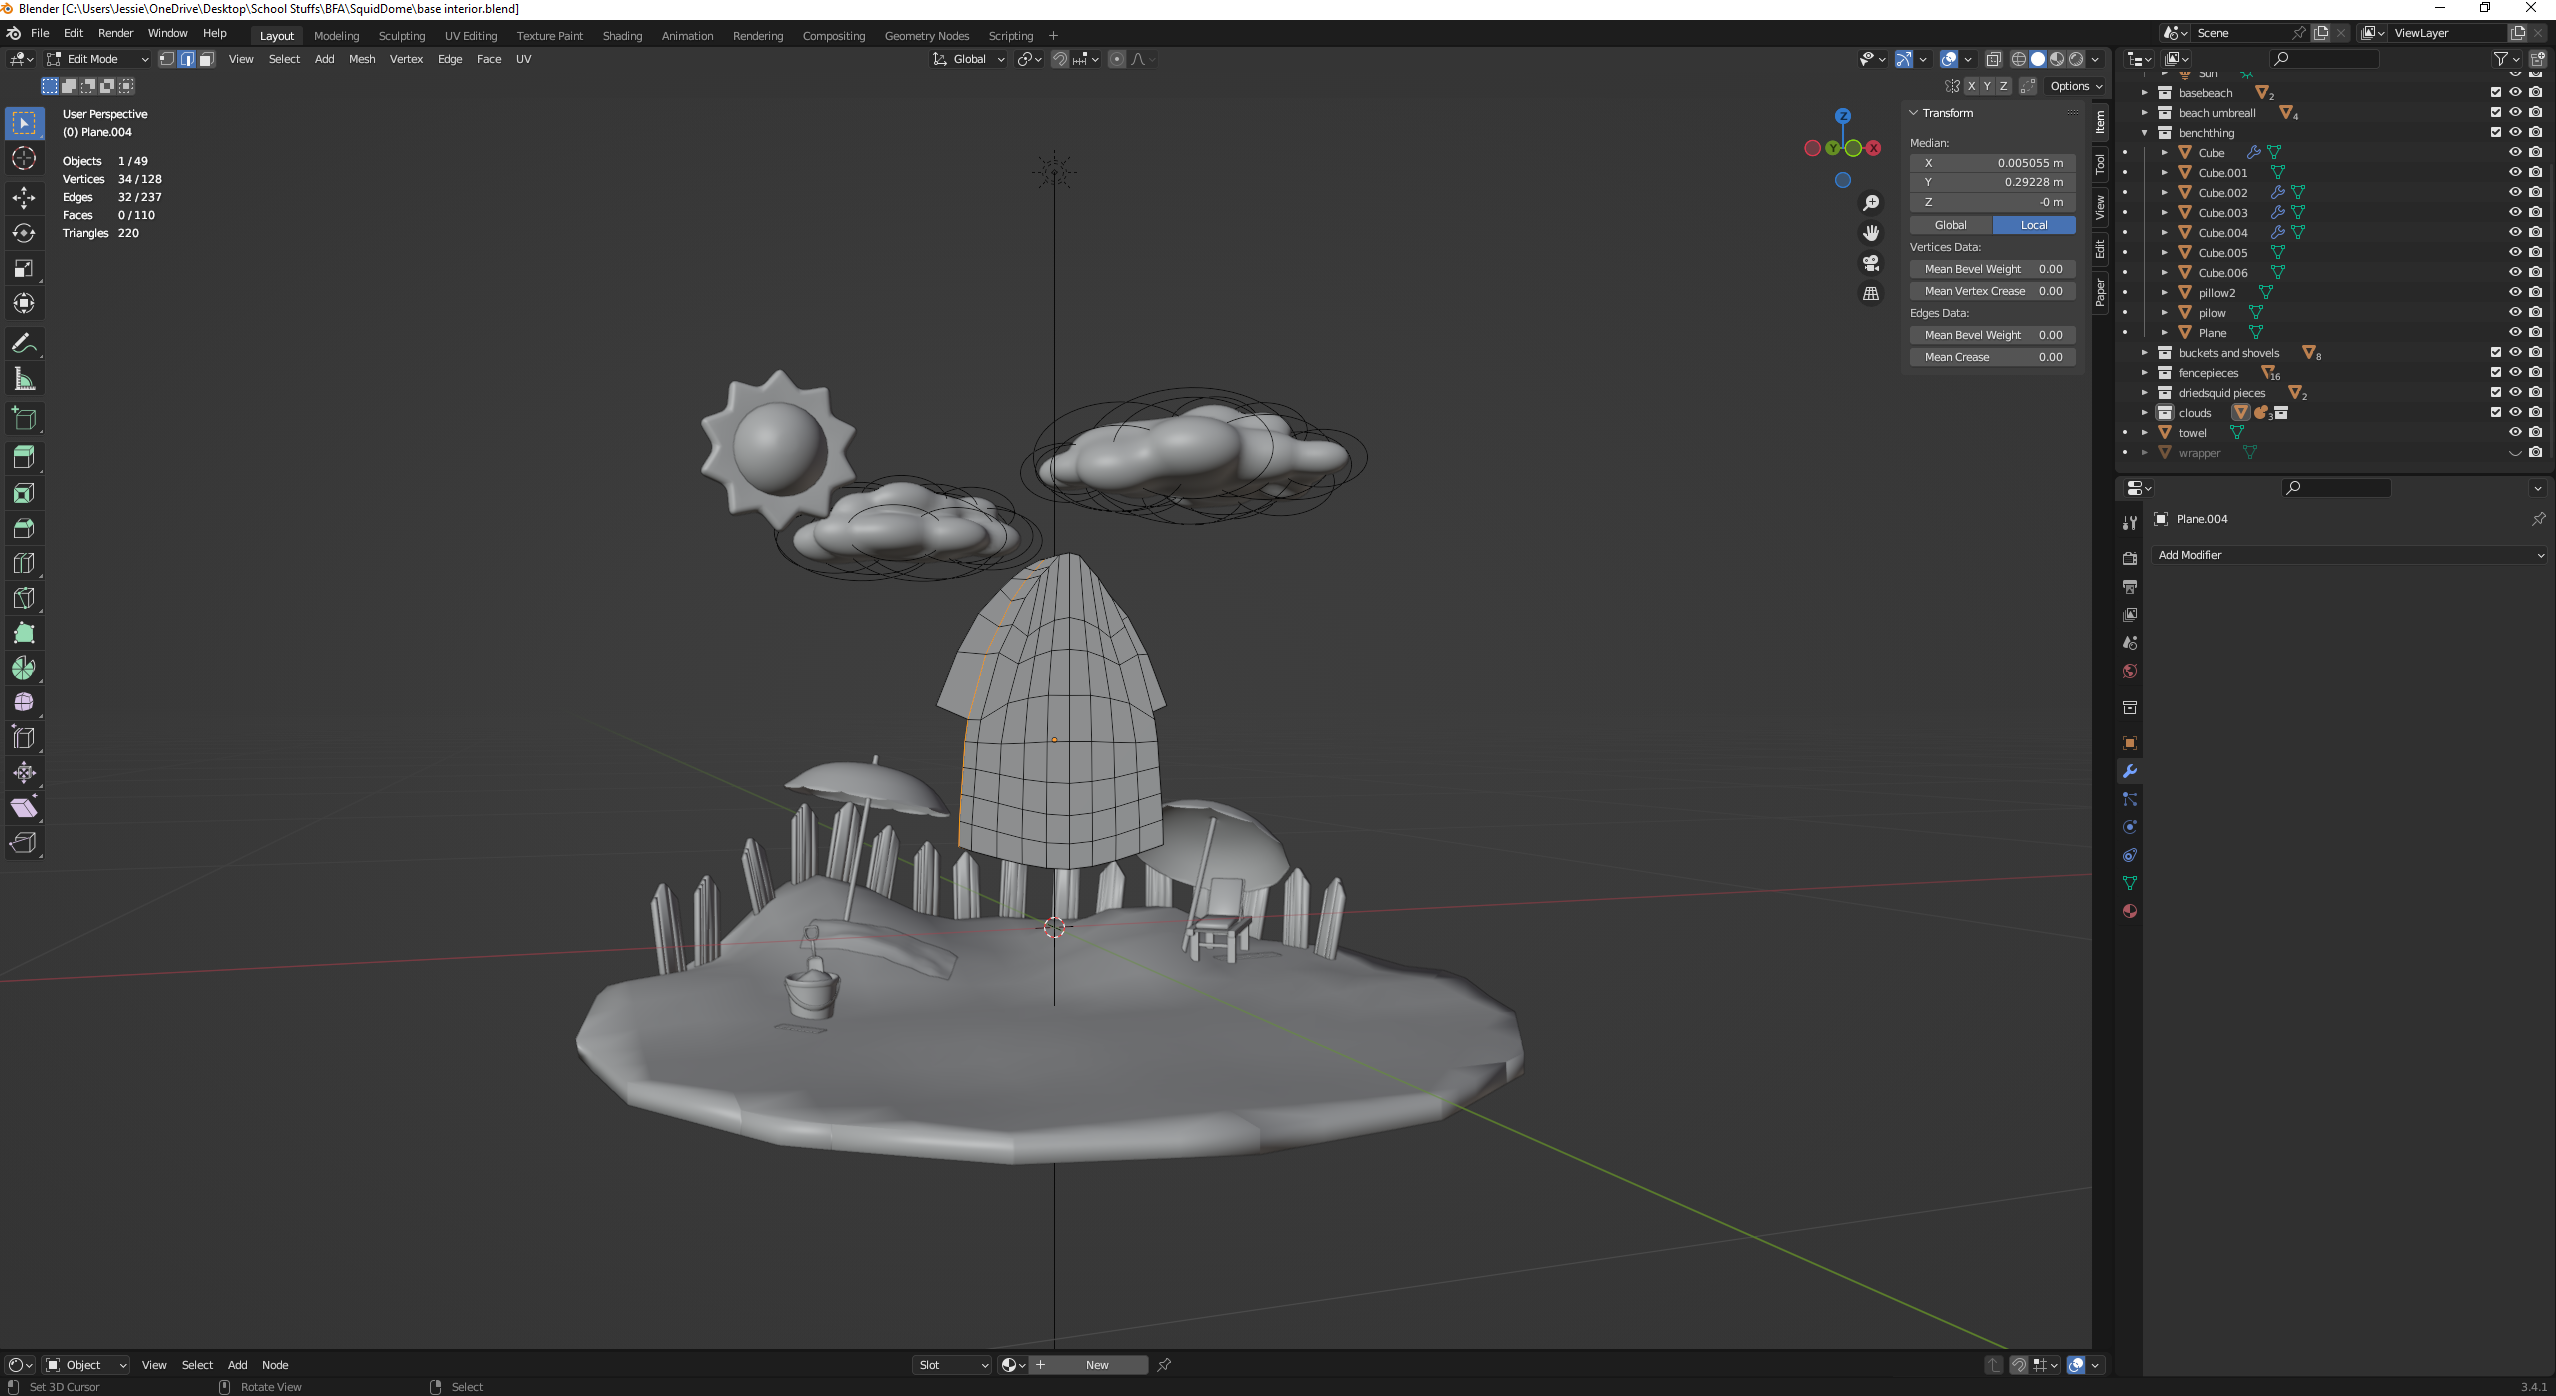 Blender [C:\Users\Jessie\OneDrive\Desktop\School Stuffs\BFA\SquidDome\base interior.blend]
File Edit Render Window Help Layout Modeling Sculpting UV Editing Texture Paint Shading Animation Rendering Compositing Geometry Nodes Scripting + Scene ViewLayer
Edit Mode View Select Add Mesh Vertex Edge Face UV Global
X Y Z Options
User Perspective
(0) Plane.004
Objects 1 / 49
Vertices 34 / 128
Edges 32 / 237
Faces 0 / 110
Triangles 220
Z
Y
X
Transform
Median:
X 0.005055 m
Y 0.29228 m
Z -0 m
Global Local
Vertices Data:
Mean Bevel Weight 0.00
Mean Vertex Crease 0.00
Edges Data:
Mean Bevel Weight 0.00
Mean Crease 0.00
Item
Tool
View
Edit
Paper
Sun
basebeach 2
beach umbreall 4
benchthing
Cube
Cube.001
Cube.002
Cube.003
Cube.004
Cube.005
Cube.006
pillow2
pilow
Plane
buckets and shovels 8
fencepieces 16
driedsquid pieces 2
clouds 3
towel
wrapper
Plane.004
Add Modifier
Object View Select Add Node Slot New
Set 3D Cursor Rotate View Select 3.4.1